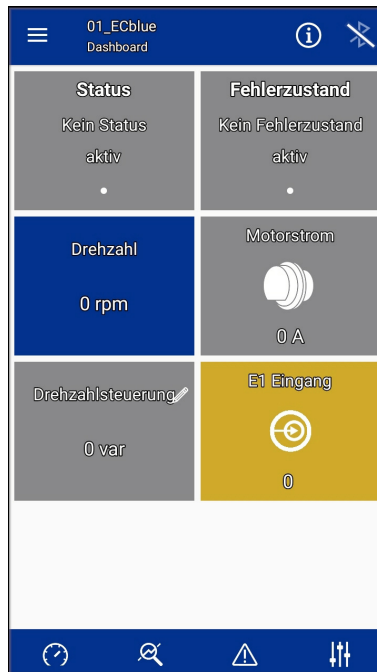 01_ECblue
Dashboard
Status
Kein Status
aktiv
Fehlerzustand
Kein Fehlerzustand
aktiv
Drehzahl
0 rpm
Motorstrom
0 A
Drehzahlsteuerung
0 var
E1 Eingang
0